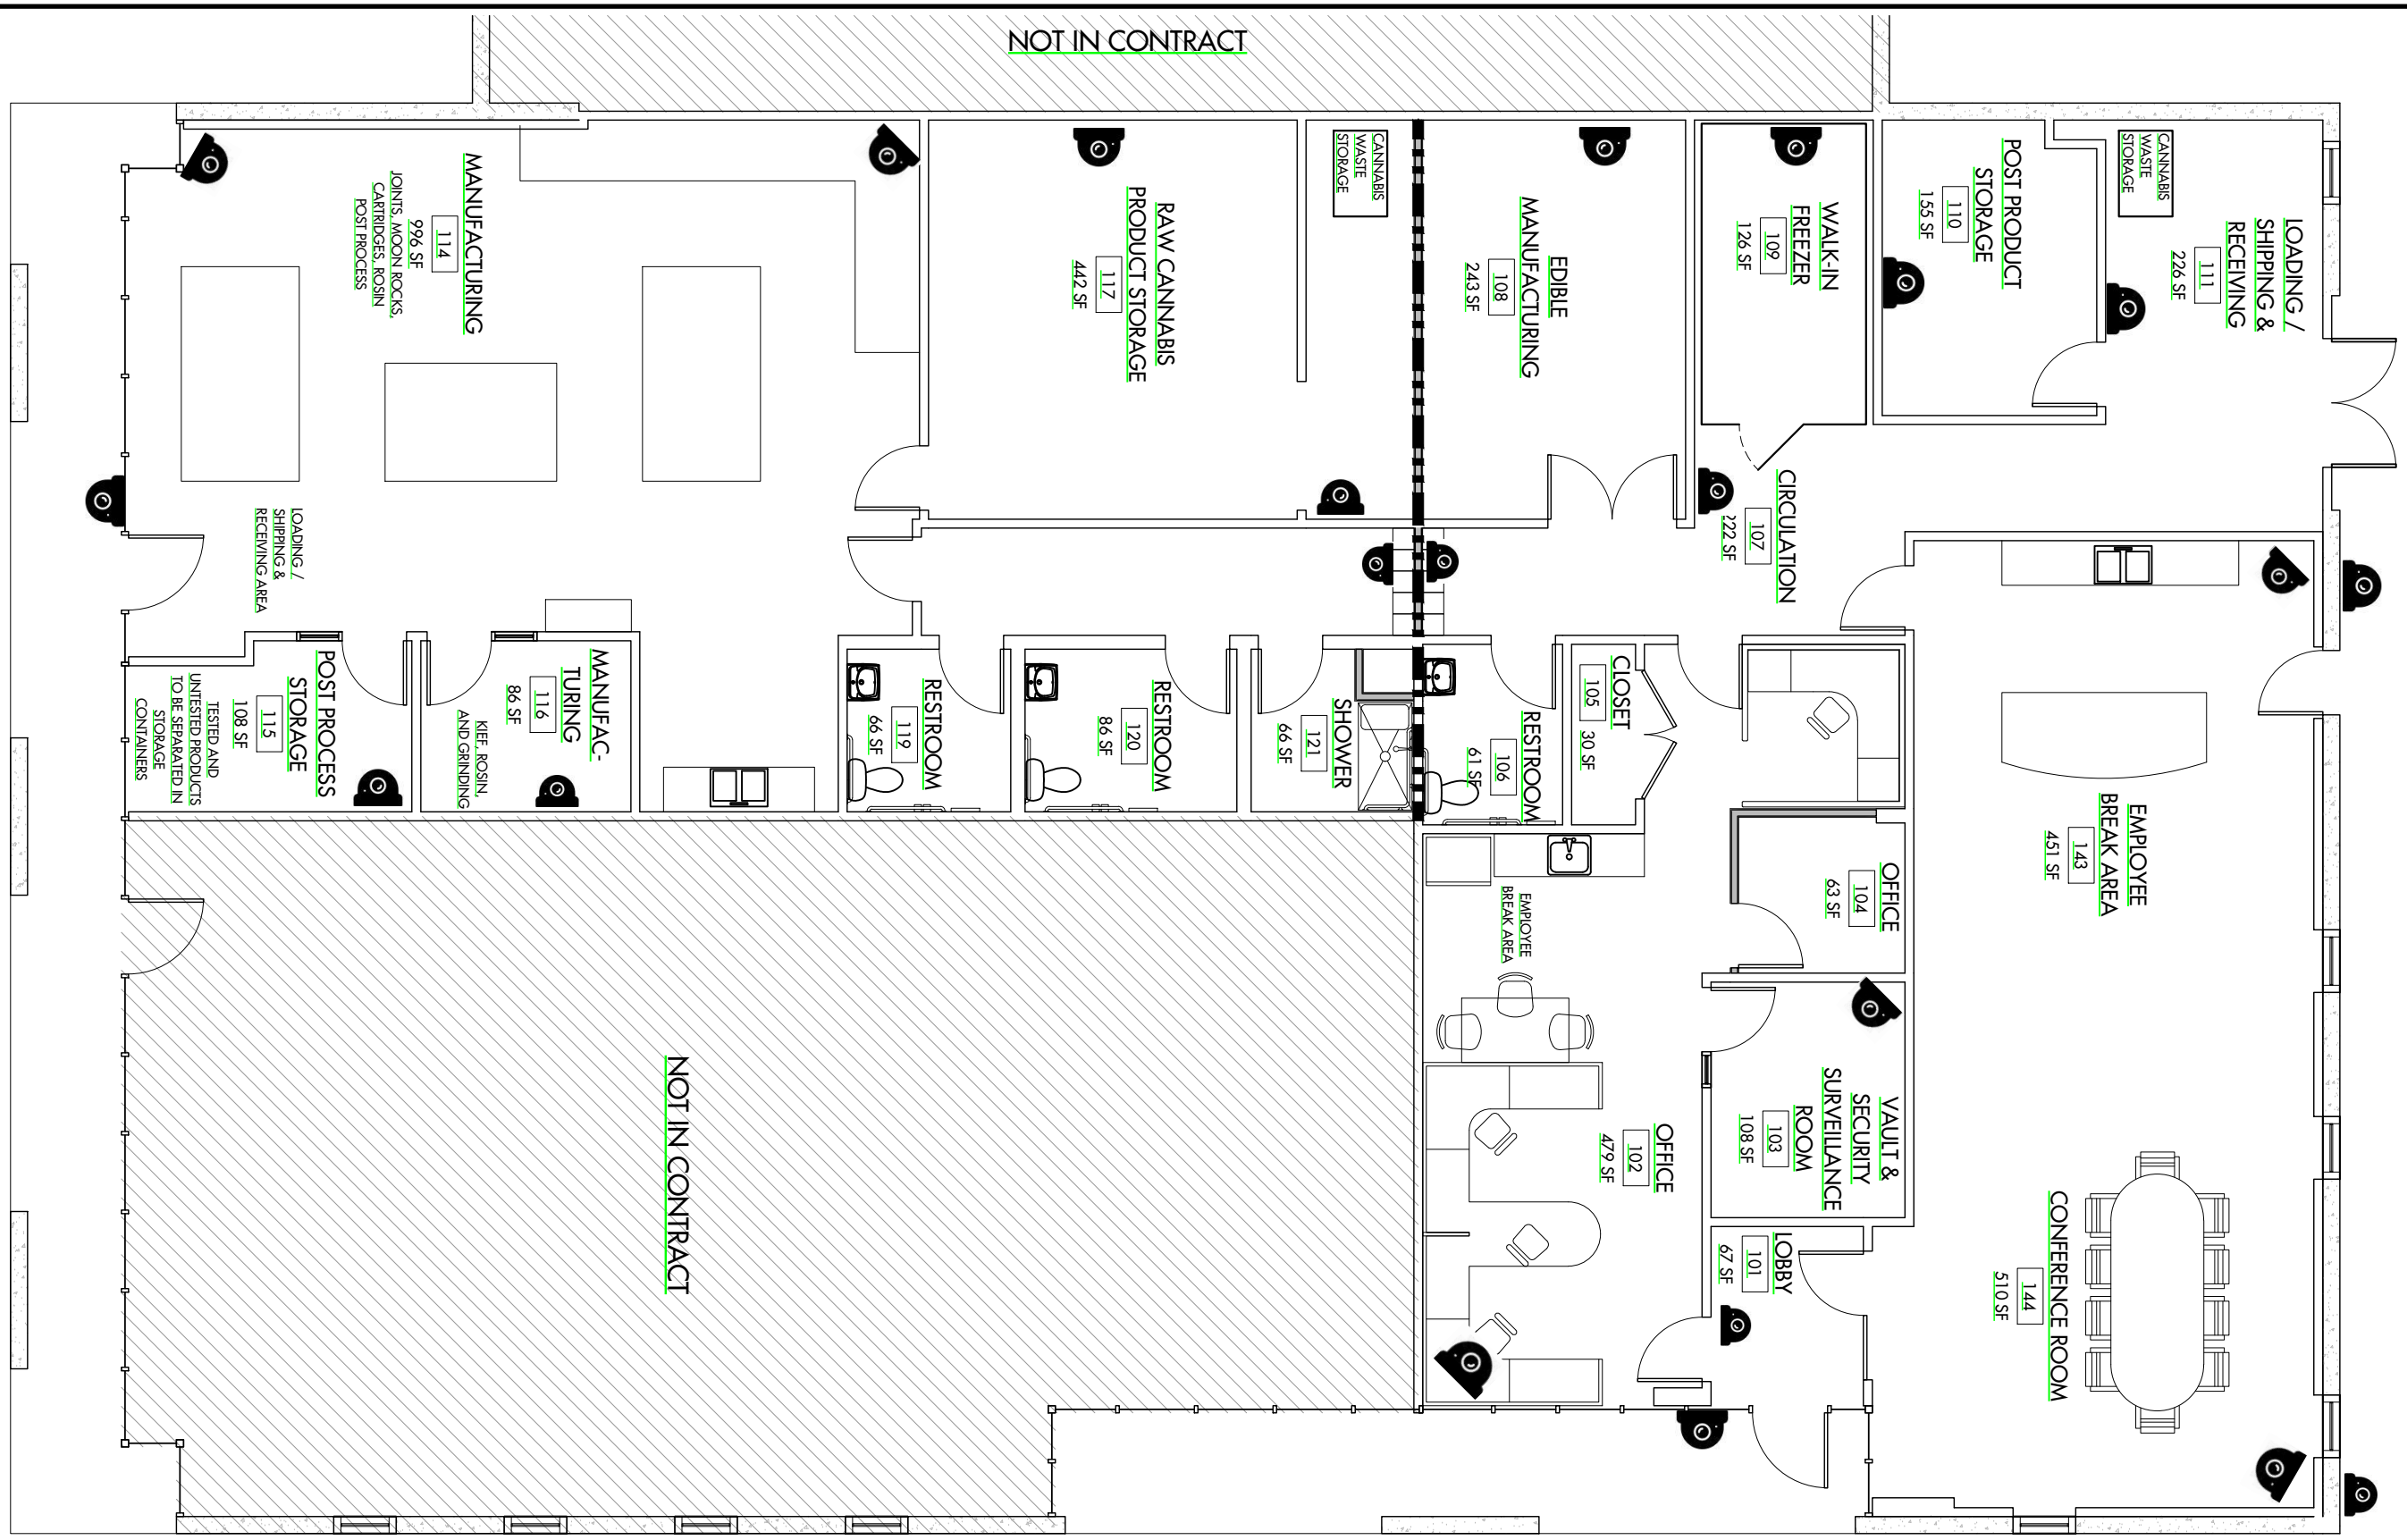 NOT IN CONTRACT
LOADING /
SHIPPING &
RECEIVING
111
226 SF
CANNABIS
WASTE
STORAGE
POST PRODUCT
STORAGE
110
155 SF
WALK-IN
FREEZER
109
126 SF
EDIBLE
MANUFACTURING
108
243 SF
CANNABIS
WASTE
STORAGE
RAW CANNABIS
PRODUCT STORAGE
117
442 SF
MANUFACTURING
114
996 SF
JOINTS, MOON ROCKS,
CARTRIDGES, ROSIN
POST PROCESS
LOADING /
SHIPPING &
RECEIVING AREA
CIRCULATION
107
222 SF
POST PROCESS
STORAGE
115
108 SF
TESTED AND
UNTESTED PRODUCTS
TO BE SEPARATED IN
STORAGE
CONTAINERS
MANUFAC-
TURING
116
86 SF
KIEF, ROSIN,
AND GRINDING
RESTROOM
119
66 SF
RESTROOM
120
86 SF
SHOWER
121
66 SF
RESTROOM
106
61 SF
CLOSET
105
30 SF
EMPLOYEE
BREAK AREA
OFFICE
104
63 SF
EMPLOYEE
BREAK AREA
143
451 SF
VAULT &
SECURITY
SURVEILLANCE
ROOM
103
108 SF
OFFICE
102
479 SF
LOBBY
101
67 SF
CONFERENCE ROOM
144
510 SF
NOT IN CONTRACT